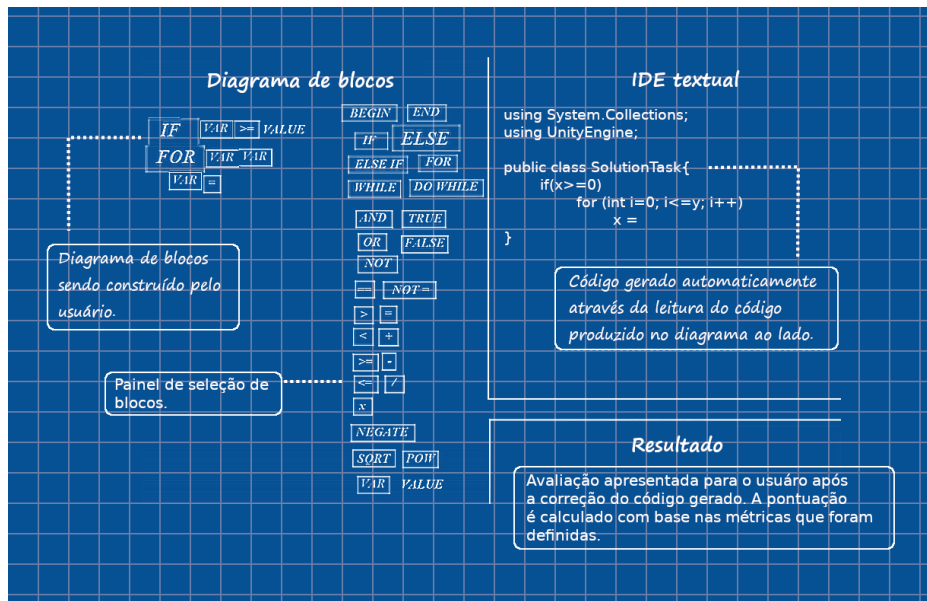 Diagrama de blocos
IF VAR >= VALUE
FOR VAR VAR
VAR =
Diagrama de blocos
sendo construído pelo
usuário.
Painel de seleção de
blocos.
BEGIN END
IF ELSE
ELSE IF FOR
WHILE DO WHILE
AND TRUE
OR FALSE
NOT
== NOT =
> =
< +
>= -
<= /
x
NEGATE
SQRT POW
VAR VALUE
IDE textual
using System.Collections;
using UnityEngine;
public class SolutionTask{
if(x>=0)
for (int i=0; i<=y; i++)
x =
}
Código gerado automaticamente
através da leitura do código
produzido no diagrama ao lado.
Resultado
Avaliação apresentada para o usuáro após
a correção do código gerado. A pontuação
é calculado com base nas métricas que foram
definidas.